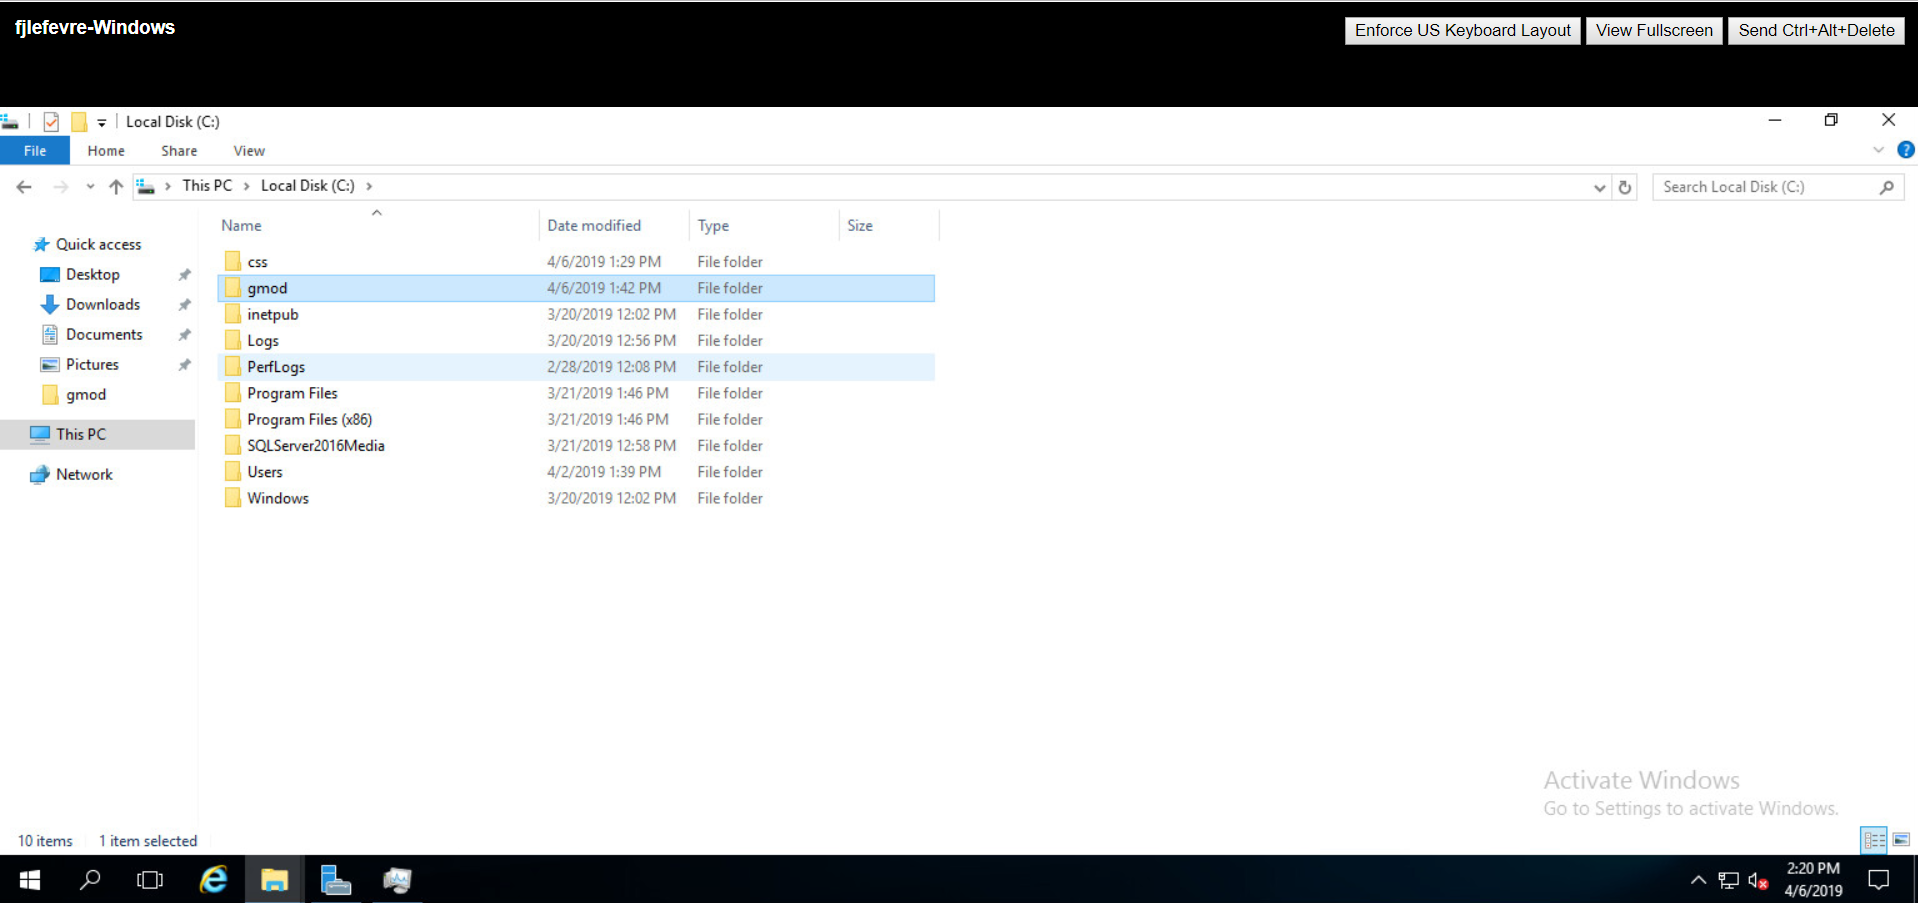 fjlefevre-Windows
Enforce US Keyboard Layout View Fullscreen Send Ctrl+Alt+Delete
Local Disk (C:)
File Home Share View
This PC Local Disk (C:) Search Local Disk (C:)
Name Date modified Type Size
Quick access
Desktop
Downloads
Documents
Pictures
gmod
This PC
Network
css 4/6/2019 1:29 PM File folder
gmod 4/6/2019 1:42 PM File folder
inetpub 3/20/2019 12:02 PM File folder
Logs 3/20/2019 12:56 PM File folder
PerfLogs 2/28/2019 12:08 PM File folder
Program Files 3/21/2019 1:46 PM File folder
Program Files (x86) 3/21/2019 1:46 PM File folder
SQLServer2016Media 3/21/2019 12:58 PM File folder
Users 4/2/2019 1:39 PM File folder
Windows 3/20/2019 12:02 PM File folder
Activate Windows
Go to Settings to activate Windows.
10 items 1 item selected
2:20 PM
4/6/2019